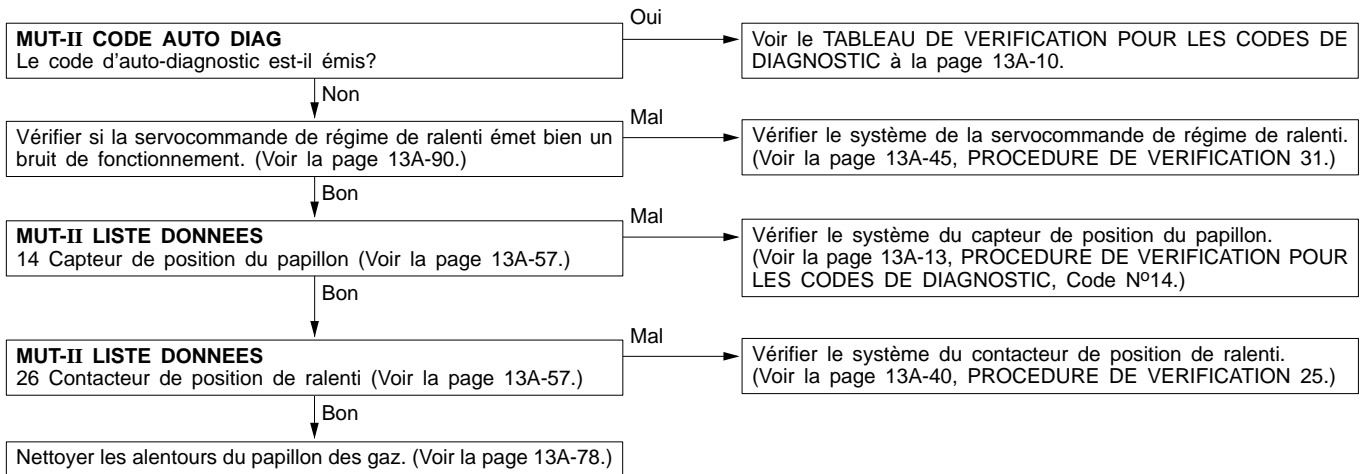 Oui
MUT-II CODE AUTO DIAG
Le code d'auto-diagnostic est-il émis?
Voir le TABLEAU DE VERIFICATION POUR LES CODES DE
DIAGNOSTIC à la page 13A-10.
Non
Mal
Vérifier si la servocommande de régime de ralenti émet bien un
bruit de fonctionnement. (Voir la page 13A-90.)
Vérifier le système de la servocommande de régime de ralenti.
(Voir la page 13A-45, PROCEDURE DE VERIFICATION 31.)
Bon
Mal
MUT-II LISTE DONNEES
14 Capteur de position du papillon (Voir la page 13A-57.)
Vérifier le système du capteur de position du papillon.
(Voir la page 13A-13, PROCEDURE DE VERIFICATION POUR
LES CODES DE DIAGNOSTIC, Code Nº14.)
Bon
Mal
MUT-II LISTE DONNEES
26 Contacteur de position de ralenti (Voir la page 13A-57.)
Vérifier le système du contacteur de position de ralenti.
(Voir la page 13A-40, PROCEDURE DE VERIFICATION 25.)
Bon
Nettoyer les alentours du papillon des gaz. (Voir la page 13A-78.)